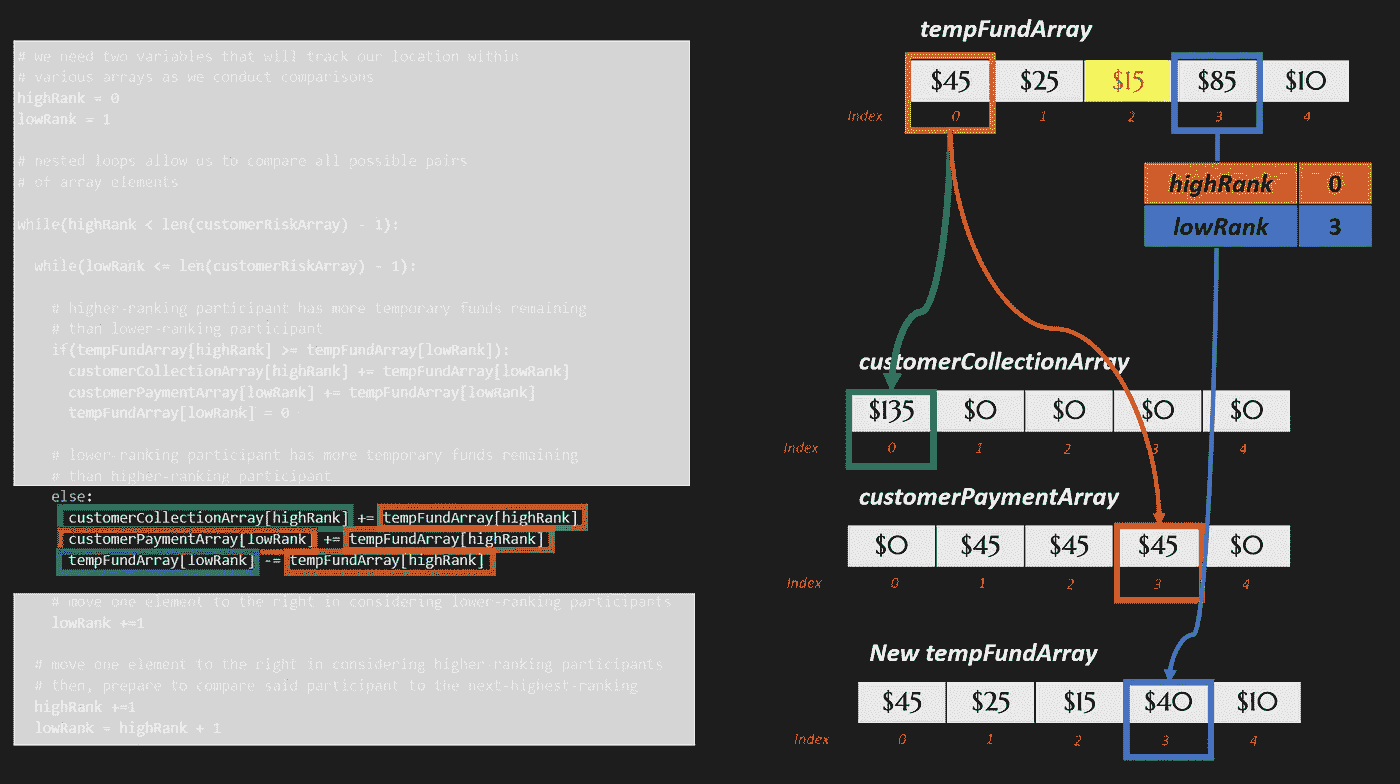 # we need two variables that will track our location within
# various arrays as we conduct comparisons
highRank = 0
lowRank = 1
# nested loops allow us to compare all possible pairs
# of array elements
while(highRank < len(customerRiskArray) - 1):
while(lowRank <= len(customerRiskArray) - 1):
# higher-ranking participant has more temporary funds remaining
# than lower-ranking participant
if(tempFundArray[highRank] >= tempFundArray[lowRank]):
customerCollectionArray[highRank] += tempFundArray[lowRank]
customerPaymentArray[lowRank] += tempFundArray[lowRank]
tempFundArray[lowRank] = 0
# lower-ranking participant has more temporary funds remaining
# than higher-ranking participant
else:
customerCollectionArray[highRank] += tempFundArray[highRank]
customerPaymentArray[lowRank] += tempFundArray[highRank]
tempFundArray[lowRank] -= tempFundArray[highRank]
# move one element to the right in considering lower-ranking participants
lowRank +=1
# move one element to the right in considering higher ranking participants
# then, prepare to compare said participant to the next-highest-ranking
highRank +=1
lowRank = highRank + 1
tempFundArray
$45 $25 $15 $85 $10
Index 0 1 2 3 4
highRank 0
lowRank 3
customerCollectionArray
$135 $0 $0 $0 $0
Index 0 1 2 3 4
customerPaymentArray
$0 $45 $45 $45 $0
Index 0 1 2 3 4
New tempFundArray
$45 $25 $15 $40 $10
Index 0 1 2 3 4